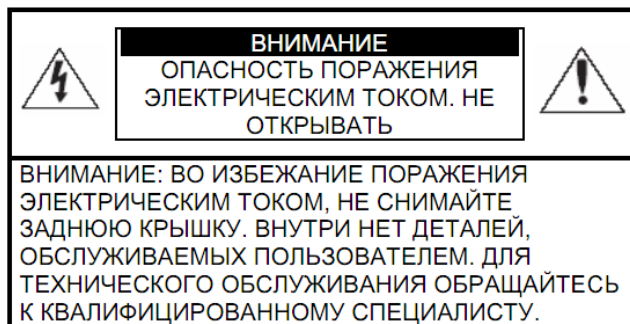 ВНИМАНИЕ
ОПАСНОСТЬ ПОРАЖЕНИЯ
ЭЛЕКТРИЧЕСКИМ ТОКОМ. НЕ
ОТКРЫВАТЬ
ВНИМАНИЕ: ВО ИЗБЕЖАНИЕ ПОРАЖЕНИЯ
ЭЛЕКТРИЧЕСКИМ ТОКОМ, НЕ СНИМАЙТЕ
ЗАДНЮЮ КРЫШКУ. ВНУТРИ НЕТ ДЕТАЛЕЙ,
ОБСЛУЖИВАЕМЫХ ПОЛЬЗОВАТЕЛЕМ. ДЛЯ
ТЕХНИЧЕСКОГО ОБСЛУЖИВАНИЯ ОБРАЩАЙТЕСЬ
К КВАЛИФИЦИРОВАННОМУ СПЕЦИАЛИСТУ.